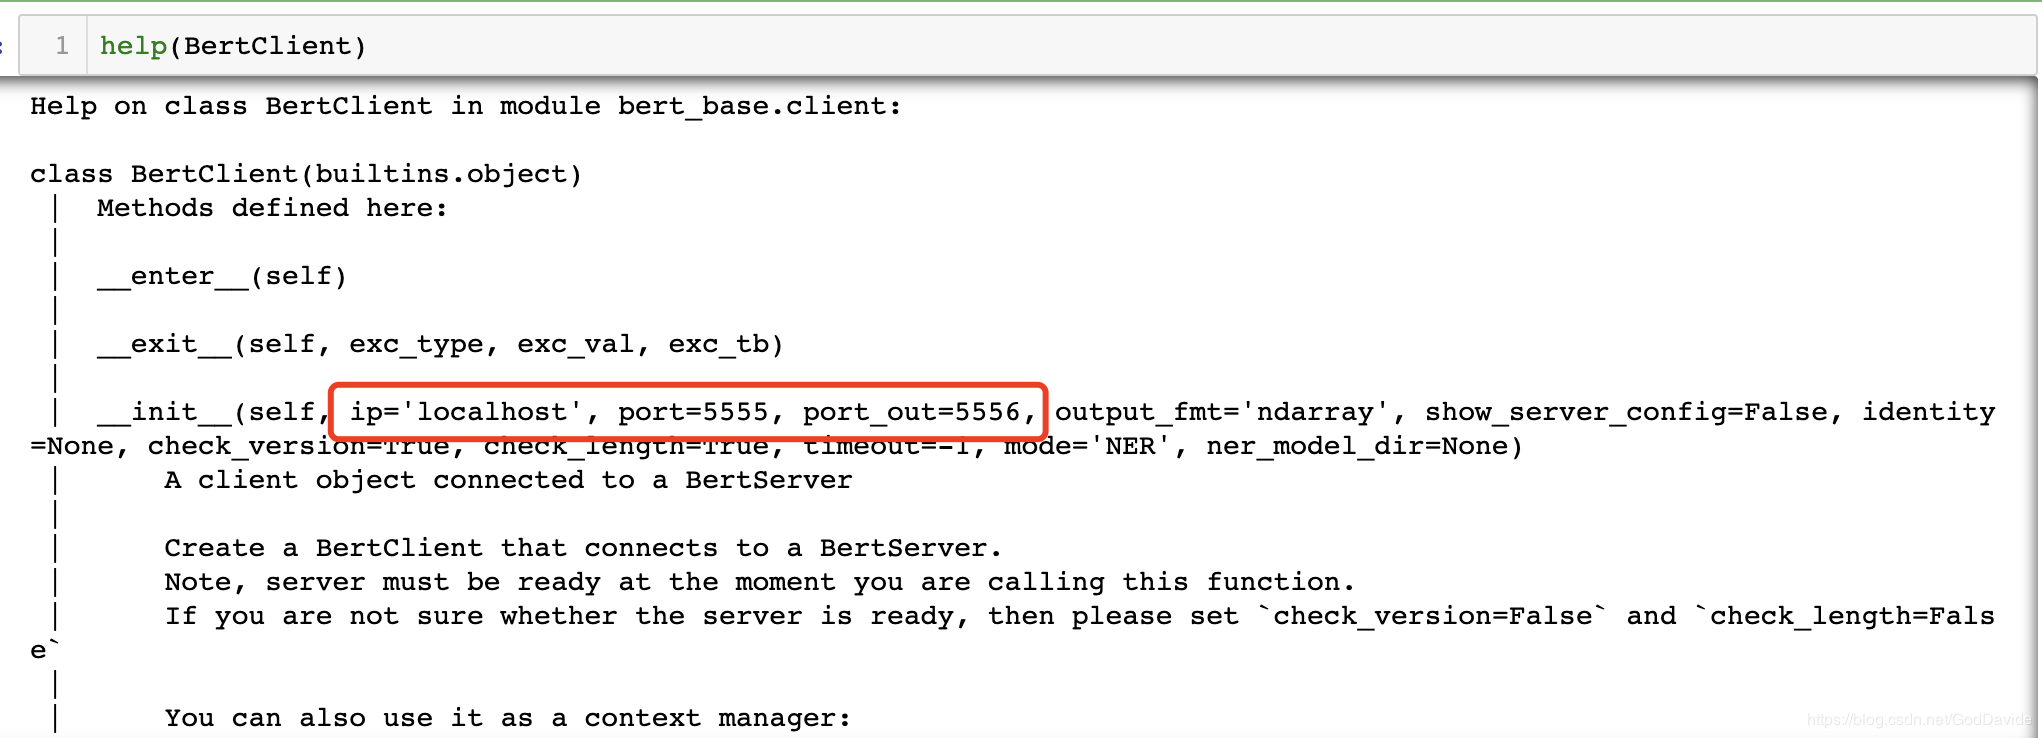 : 1 help(BertClient)
Help on class BertClient in module bert_base.client:
class BertClient(builtins.object)
| Methods defined here:
|
| __enter__(self)
|
| __exit__(self, exc_type, exc_val, exc_tb)
|
| __init__(self, ip='localhost', port=5555, port_out=5556, output_fmt='ndarray', show_server_config=False, identity
=None, check_version=True, check_length=True, timeout=-1, mode='NER', ner_model_dir=None)
| A client object connected to a BertServer
|
| Create a BertClient that connects to a BertServer.
| Note, server must be ready at the moment you are calling this function.
| If you are not sure whether the server is ready, then please set `check_version=False` and `check_length=Fals
e`
|
| You can also use it as a context manager:
https://blog.csdn.net/GodDavide